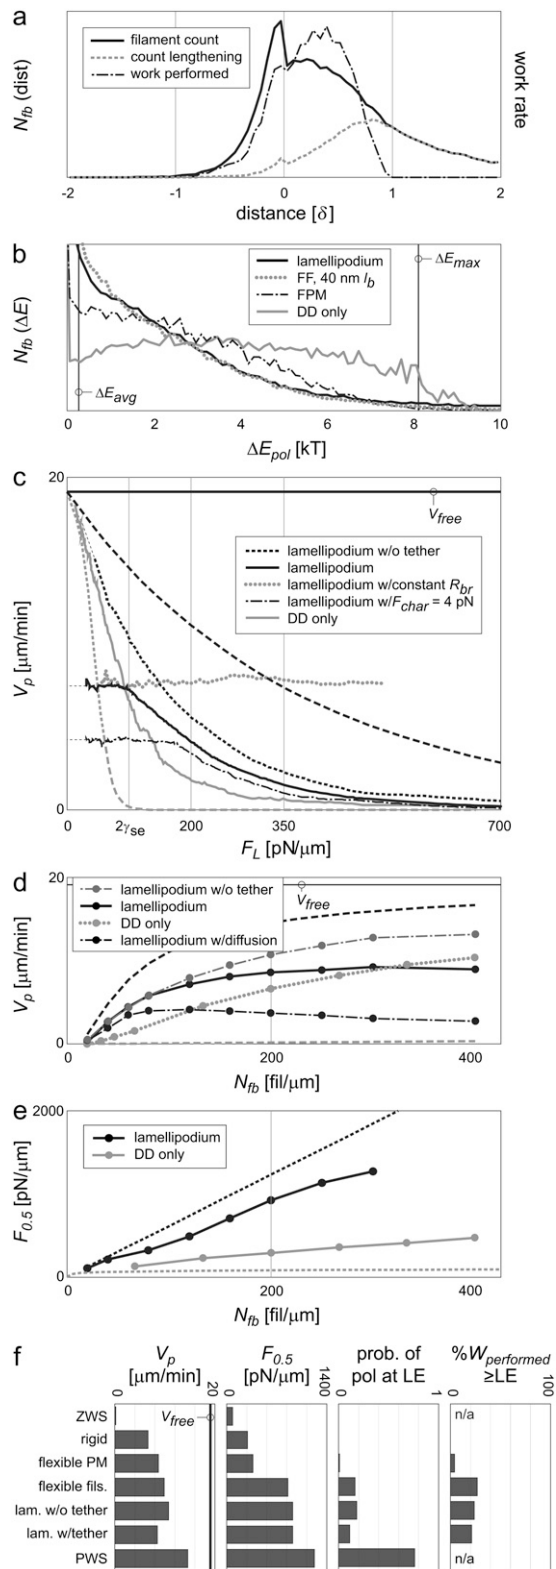 a
filament count
count lengthening
work performed
N_fb (dist)
work rate
-2 -1 0 1 2
distance [δ]
b
lamellipodium
FF, 40 nm l_b
FPM
DD only
ΔE_max
ΔE_avg
N_fb (ΔE)
0 2 4 6 8 10
ΔE_pol [kT]
c
20
V_free
lamellipodium w/o tether
lamellipodium
lamellipodium w/constant R_br
lamellipodium w/F_char = 4 pN
DD only
V_p [μm/min]
0
0 2γ_se 200 350 700
F_L [pN/μm]
d
20
lamellipodium w/o tether
lamellipodium
DD only
lamellipodium w/diffusion
V_free
V_p [μm/min]
0
0 200 400
N_fb [fil/μm]
e
2000
lamellipodium
DD only
F_0.5 [pN/μm]
0
0 200 400
N_fb [fil/μm]
f
V_p
[μm/min]
F_0.5
[pN/μm]
prob. of
pol at LE
%W_performed
≥LE
0 20 0 1400 0 1 0 100
ZWS
V_free
n/a
rigid
flexible PM
flexible fils.
lam. w/o tether
lam. w/tether
PWS
n/a